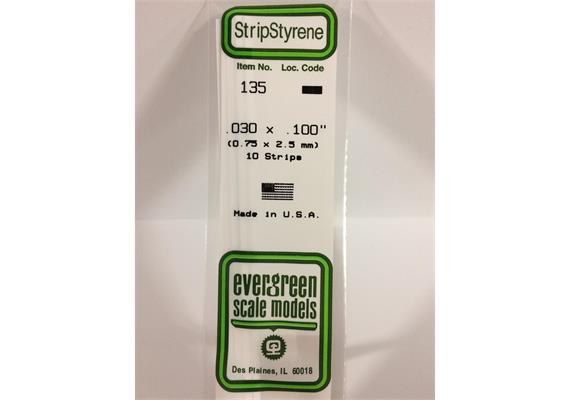 StripStyrene
Item No. Loc. Code
135
.030 x .100"
(0.75 x 2.5 mm)
10 Strips
Made in U.S.A.
evergreen
scale models
Des Plaines, IL 60018